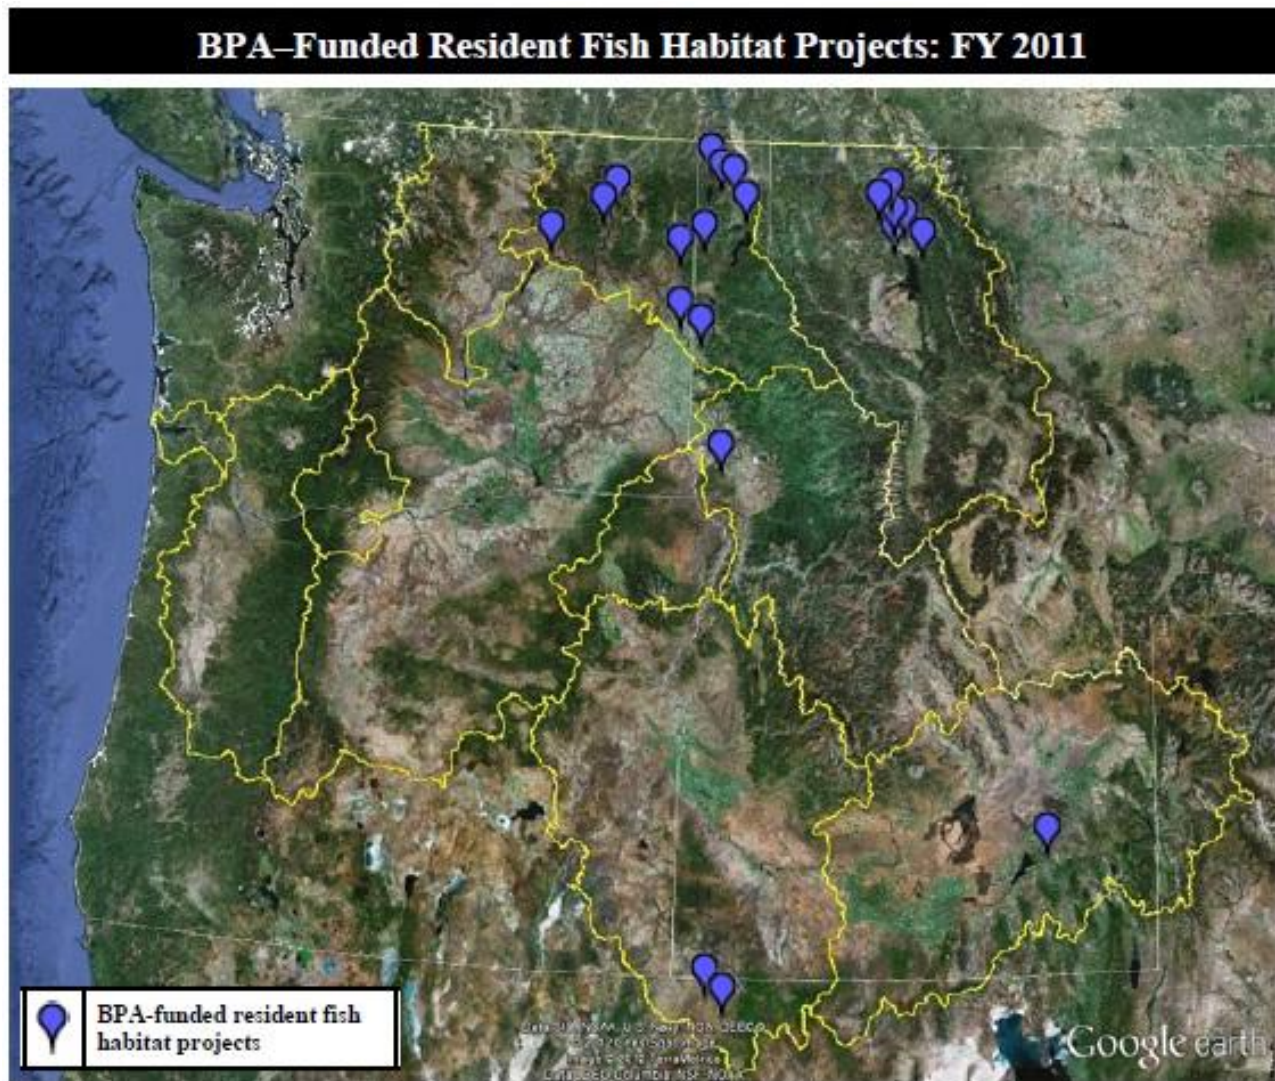 BPA–Funded Resident Fish Habitat Projects: FY 2011
BPA-funded resident fish
habitat projects
Google earth